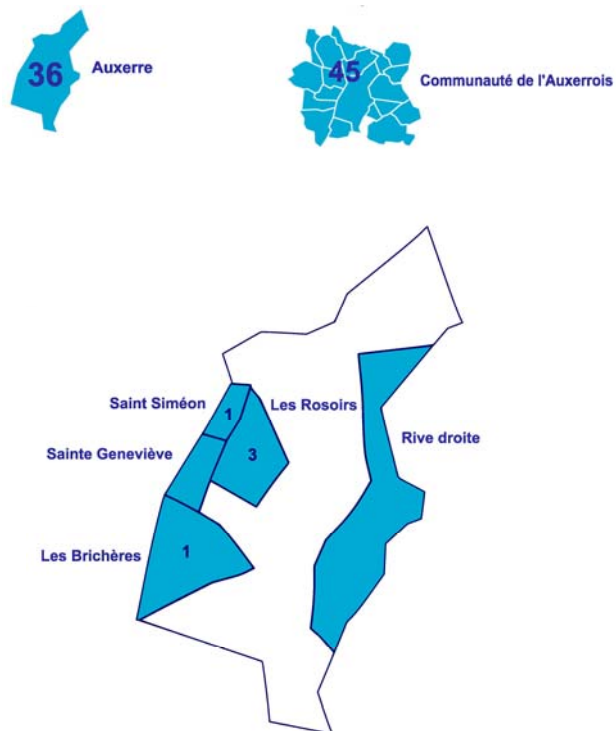 36
Auxerre
45
Communauté de l'Auxerrois
Saint Siméon
1
Les Rosoirs
Sainte Geneviève
3
Rive droite
Les Brichères
1